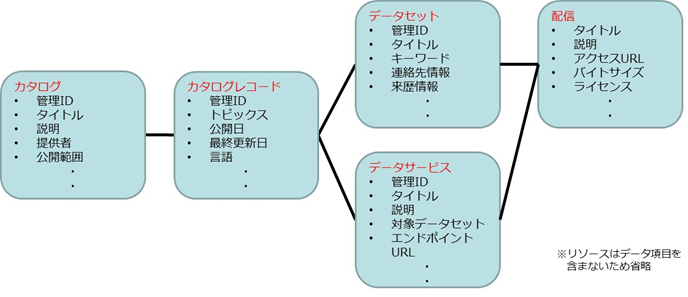 カタログ
• 管理ID
• タイトル
• 説明
• 提供者
• 公開範囲
・
・
カタログレコード
• 管理ID
• トピックス
• 公開日
• 最終更新日
• 言語
・
・
データセット
• 管理ID
• タイトル
• キーワード
• 連絡先情報
• 来歴情報
・
・
データサービス
• 管理ID
• タイトル
• 説明
• 対象データセット
• エンドポイント
URL
・
・
配信
• タイトル
• 説明
• アクセスURL
• バイトサイズ
• ライセンス
・
・
※リソースはデータ項目を
含まないため省略